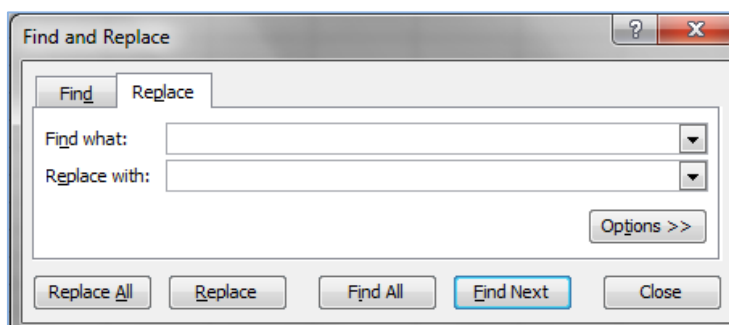 Find and Replace
Find Replace
Find what:
Replace with:
Options >>
Replace All Replace Find All Find Next Close